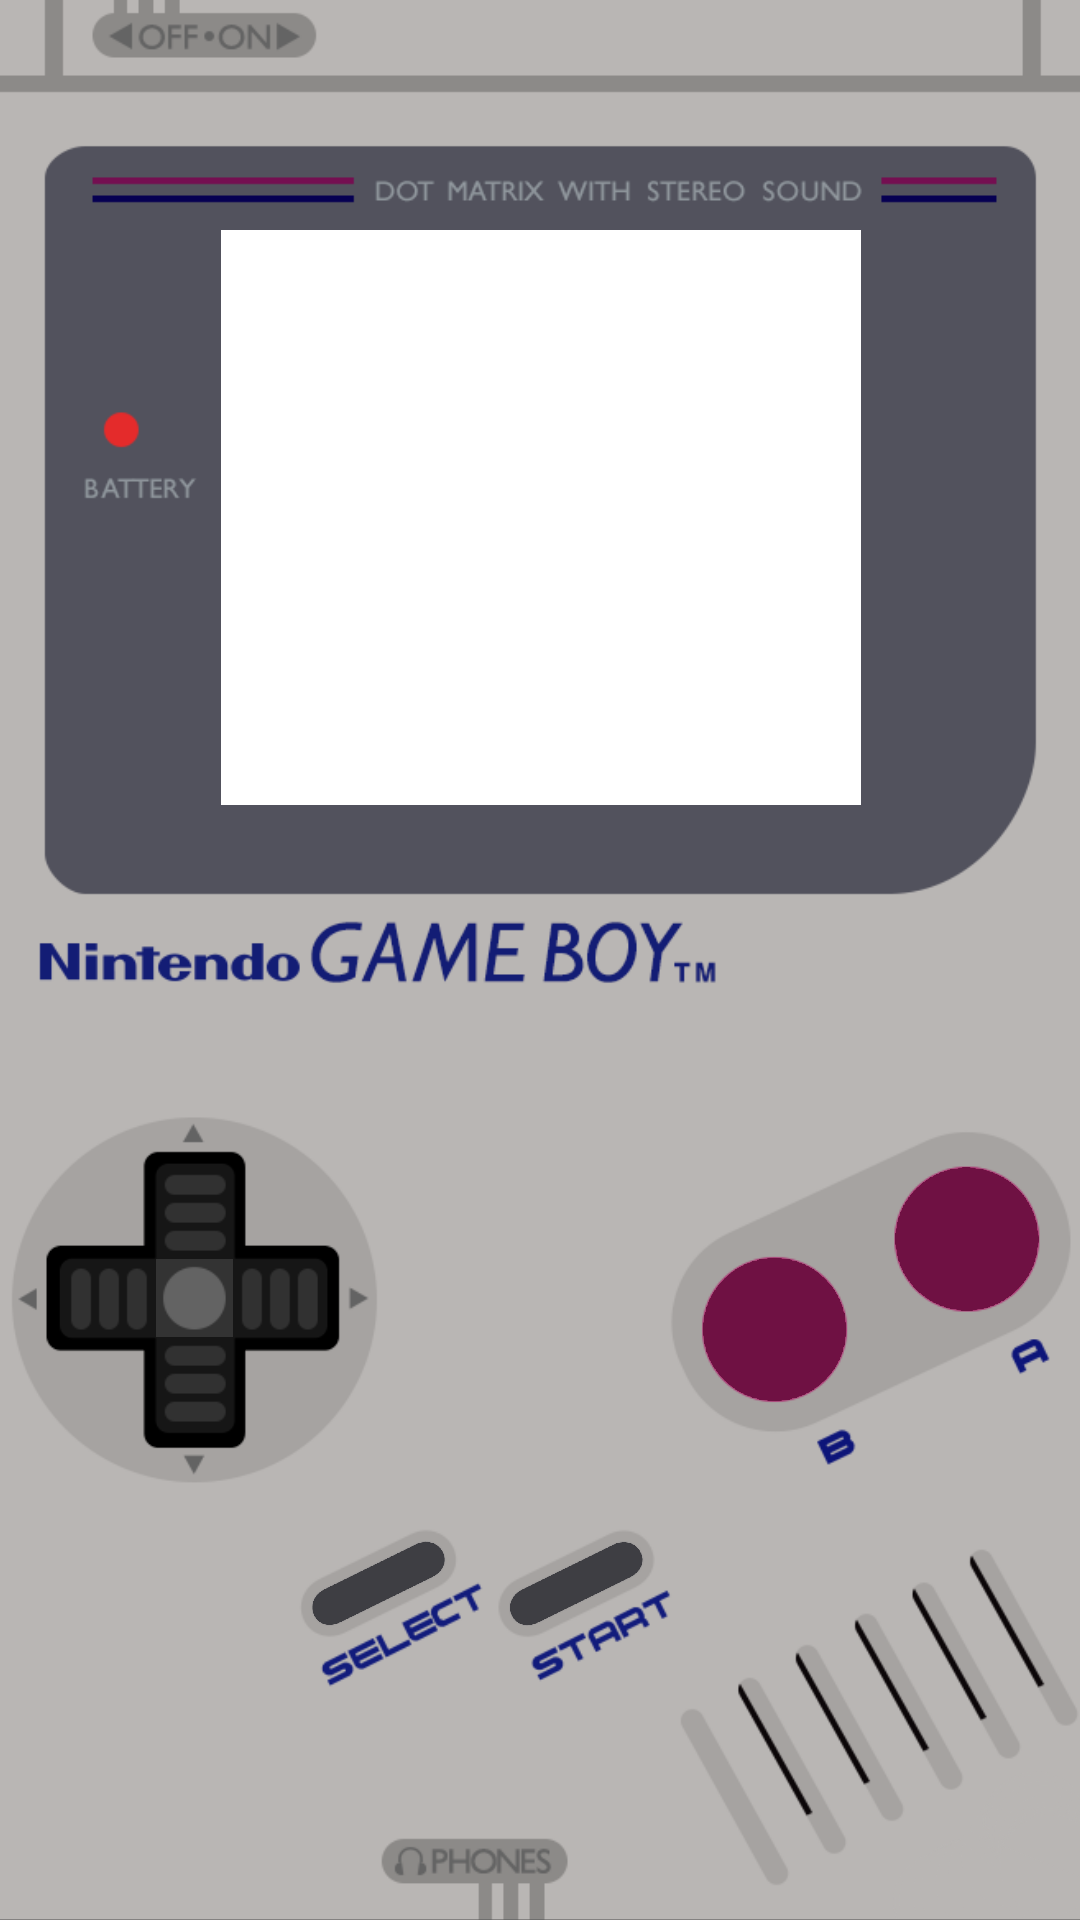 OFF•ON
DOT MATRIX WITH STEREO SOUND
BATTERY
Nintendo GAME BOY TM
A
B
SELECT
START
PHONES